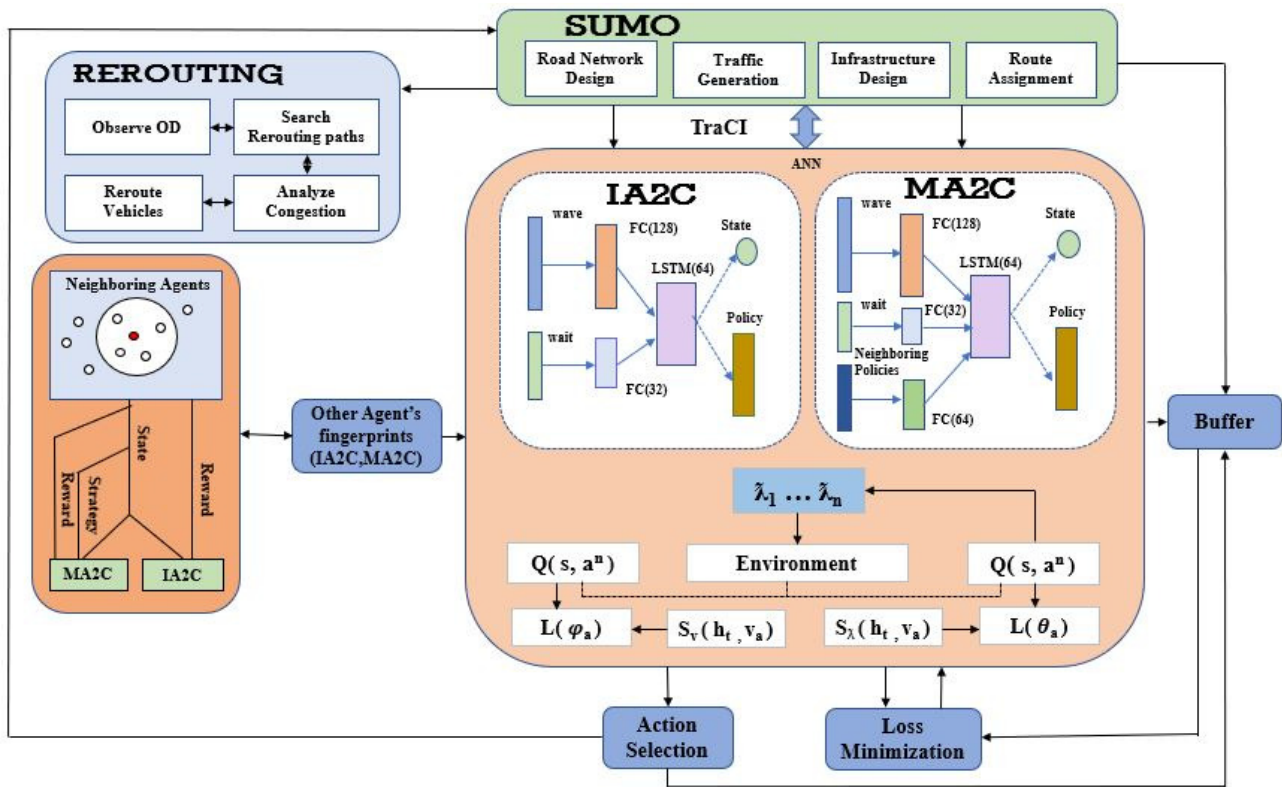 SUMO
Road Network
Design
Traffic
Generation
Infrastructure
Design
Route
Assignment
REROUTING
Observe OD
Search
Rerouting paths
Reroute
Vehicles
Analyze
Congestion
TraCI
ANN
IA2C
wave
FC(128)
State
LSTM(64)
wait
FC(32)
Policy
MA2C
wave
FC(128)
State
LSTM(64)
wait
FC(32)
Neighboring
Policies
FC(64)
Policy
Neighboring Agents
State
Reward
Strategy
Reward
MA2C
IA2C
Other Agent's
fingerprints
(IA2C,MA2C)
Buffer
λ̃₁ … λ̃ₙ
Q( s, aⁿ)
Environment
Q( s, aⁿ)
L( φₐ)
Sᵥ( hₜ , vₐ)
S_λ( hₜ , vₐ)
L( θₐ)
Action
Selection
Loss
Minimization